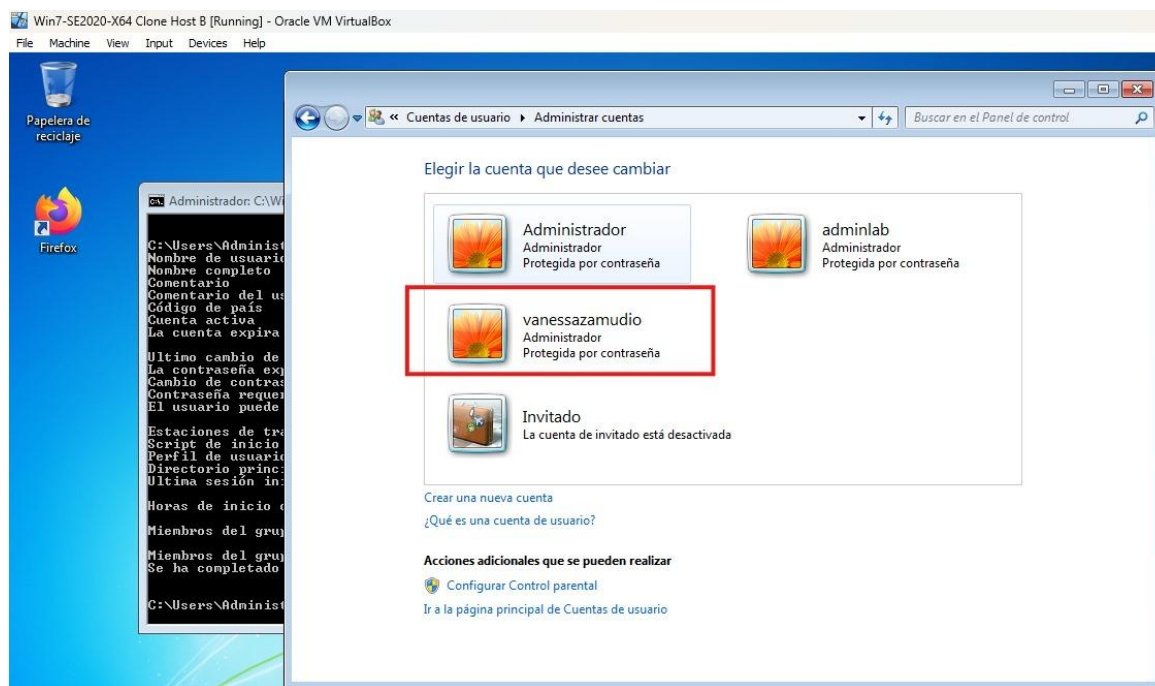 Win7-SE2020-X64 Clone Host B [Running] - Oracle VM VirtualBox
File Machine View Input Devices Help
Papelera de
reciclaje
Firefox
Administrador: C:\Wi
C:\Users\Administ
Nombre de usuario
Nombre completo
Comentario
Comentario del us
Código de país
Cuenta activa
La cuenta expira
Ultimo cambio de
La contraseña exp
Cambio de contras
Contraseña requer
El usuario puede
Estaciones de tra
Script de inicio
Perfil de usuario
Directorio princ
Ultima sesión in
Horas de inicio
Miembros del grup
Miembros del grup
Se ha completado
C:\Users\Administ
« Cuentas de usuario Administrar cuentas
Buscar en el Panel de control
Elegir la cuenta que desee cambiar
Administrador
Administrador
Protegida por contraseña
adminlab
Administrador
Protegida por contraseña
vanessazamudio
Administrador
Protegida por contraseña
Invitado
La cuenta de invitado está desactivada
Crear una nueva cuenta
¿Qué es una cuenta de usuario?
Acciones adicionales que se pueden realizar
Configurar Control parental
Ir a la página principal de Cuentas de usuario